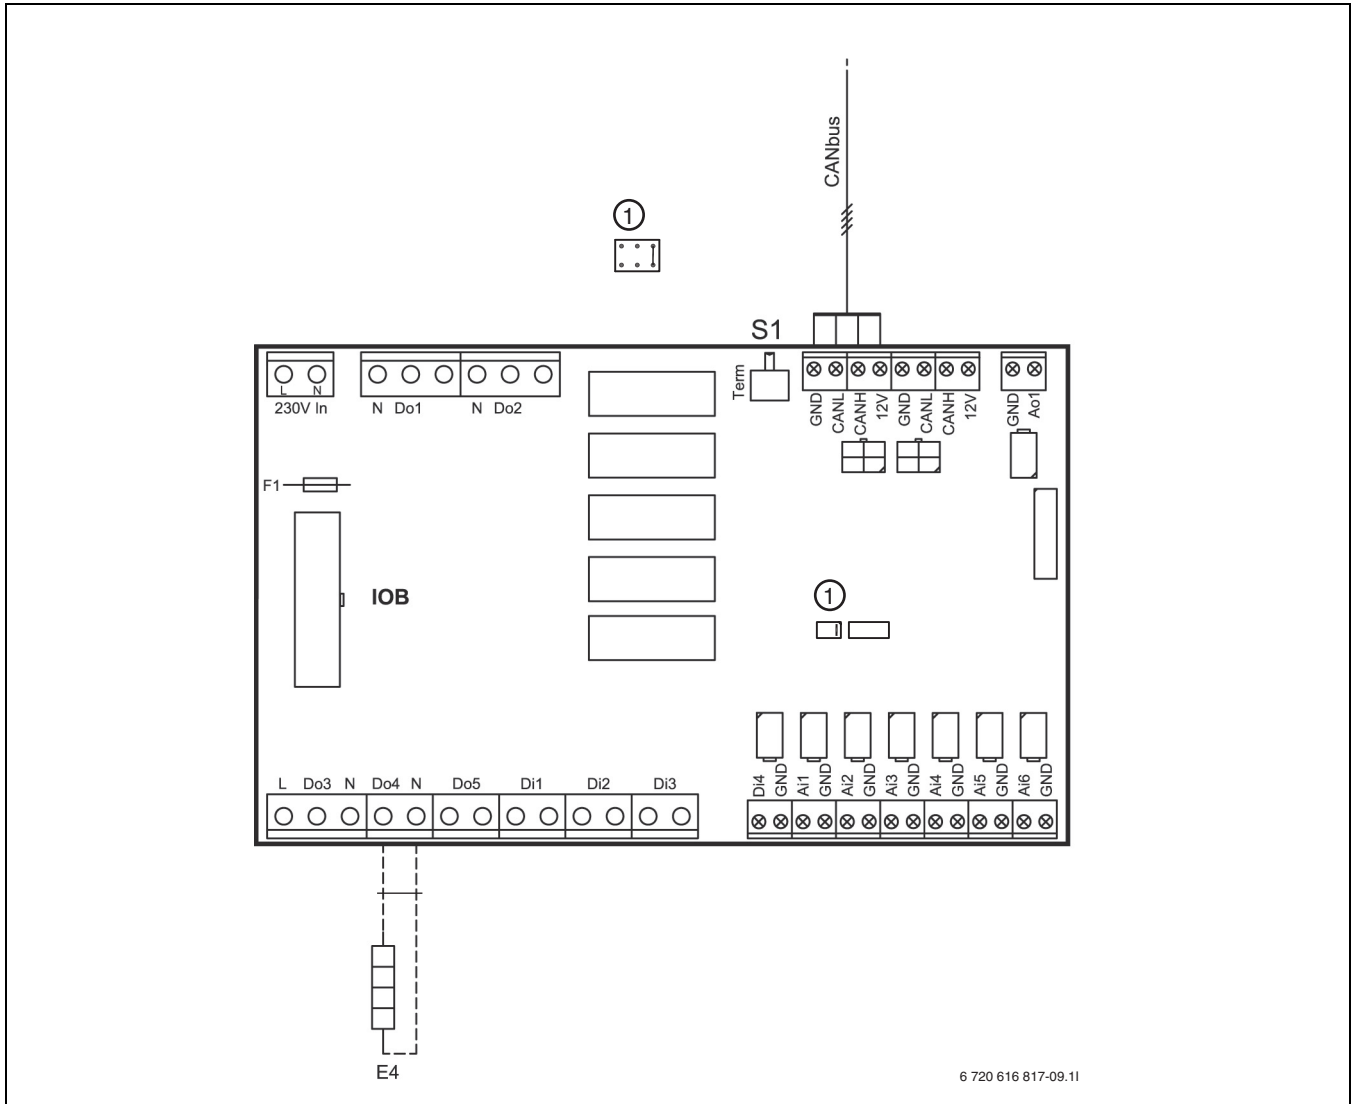 CANbus
1
S1
Term
L N
230V In
N Do1
N Do2
GND
CANL
CANH
12V
GND
CANL
CANH
12V
GND
Ao1
F1
IOB
1
L Do3 N Do4 N Do5 Di1 Di2 Di3
Di4
GND
Ai1
GND
Ai2
GND
Ai3
GND
Ai4
GND
Ai5
GND
Ai6
GND
E4
6 720 616 817-09.1I